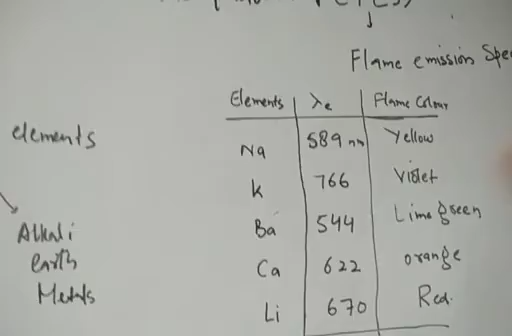 Flame emission Spe
Elements λe Flame Colour
elements
Na 589 nm Yellow
K 766 Violet
Ba 544 Lime green
Alkali
earth
Metals
Ca 622 orange
Li 670 Red.